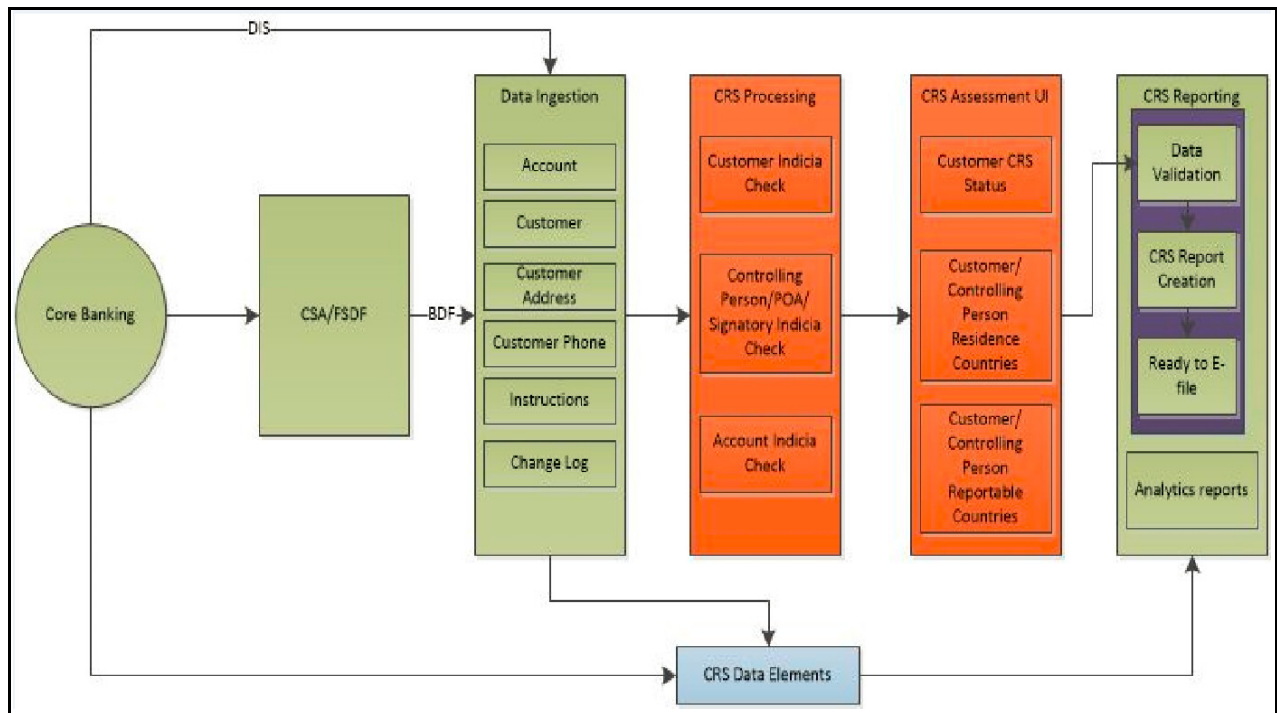 DIS
Core Banking
CSA/FSDF
BDF
Data Ingestion
Account
Customer
Customer
Address
Customer Phone
Instructions
Change Log
CRS Processing
Customer Indicia
Check
Controlling
Person/POA/
Signatory Indicia
Check
Account Indicia
Check
CRS Assessment UI
Customer CRS
Status
Customer/
Controlling
Person
Residence
Countries
Customer/
Controlling
Person
Reportable
Countries
CRS Reporting
Data
Validation
CRS Report
Creation
Ready to E-
file
Analytics reports
CRS Data Elements